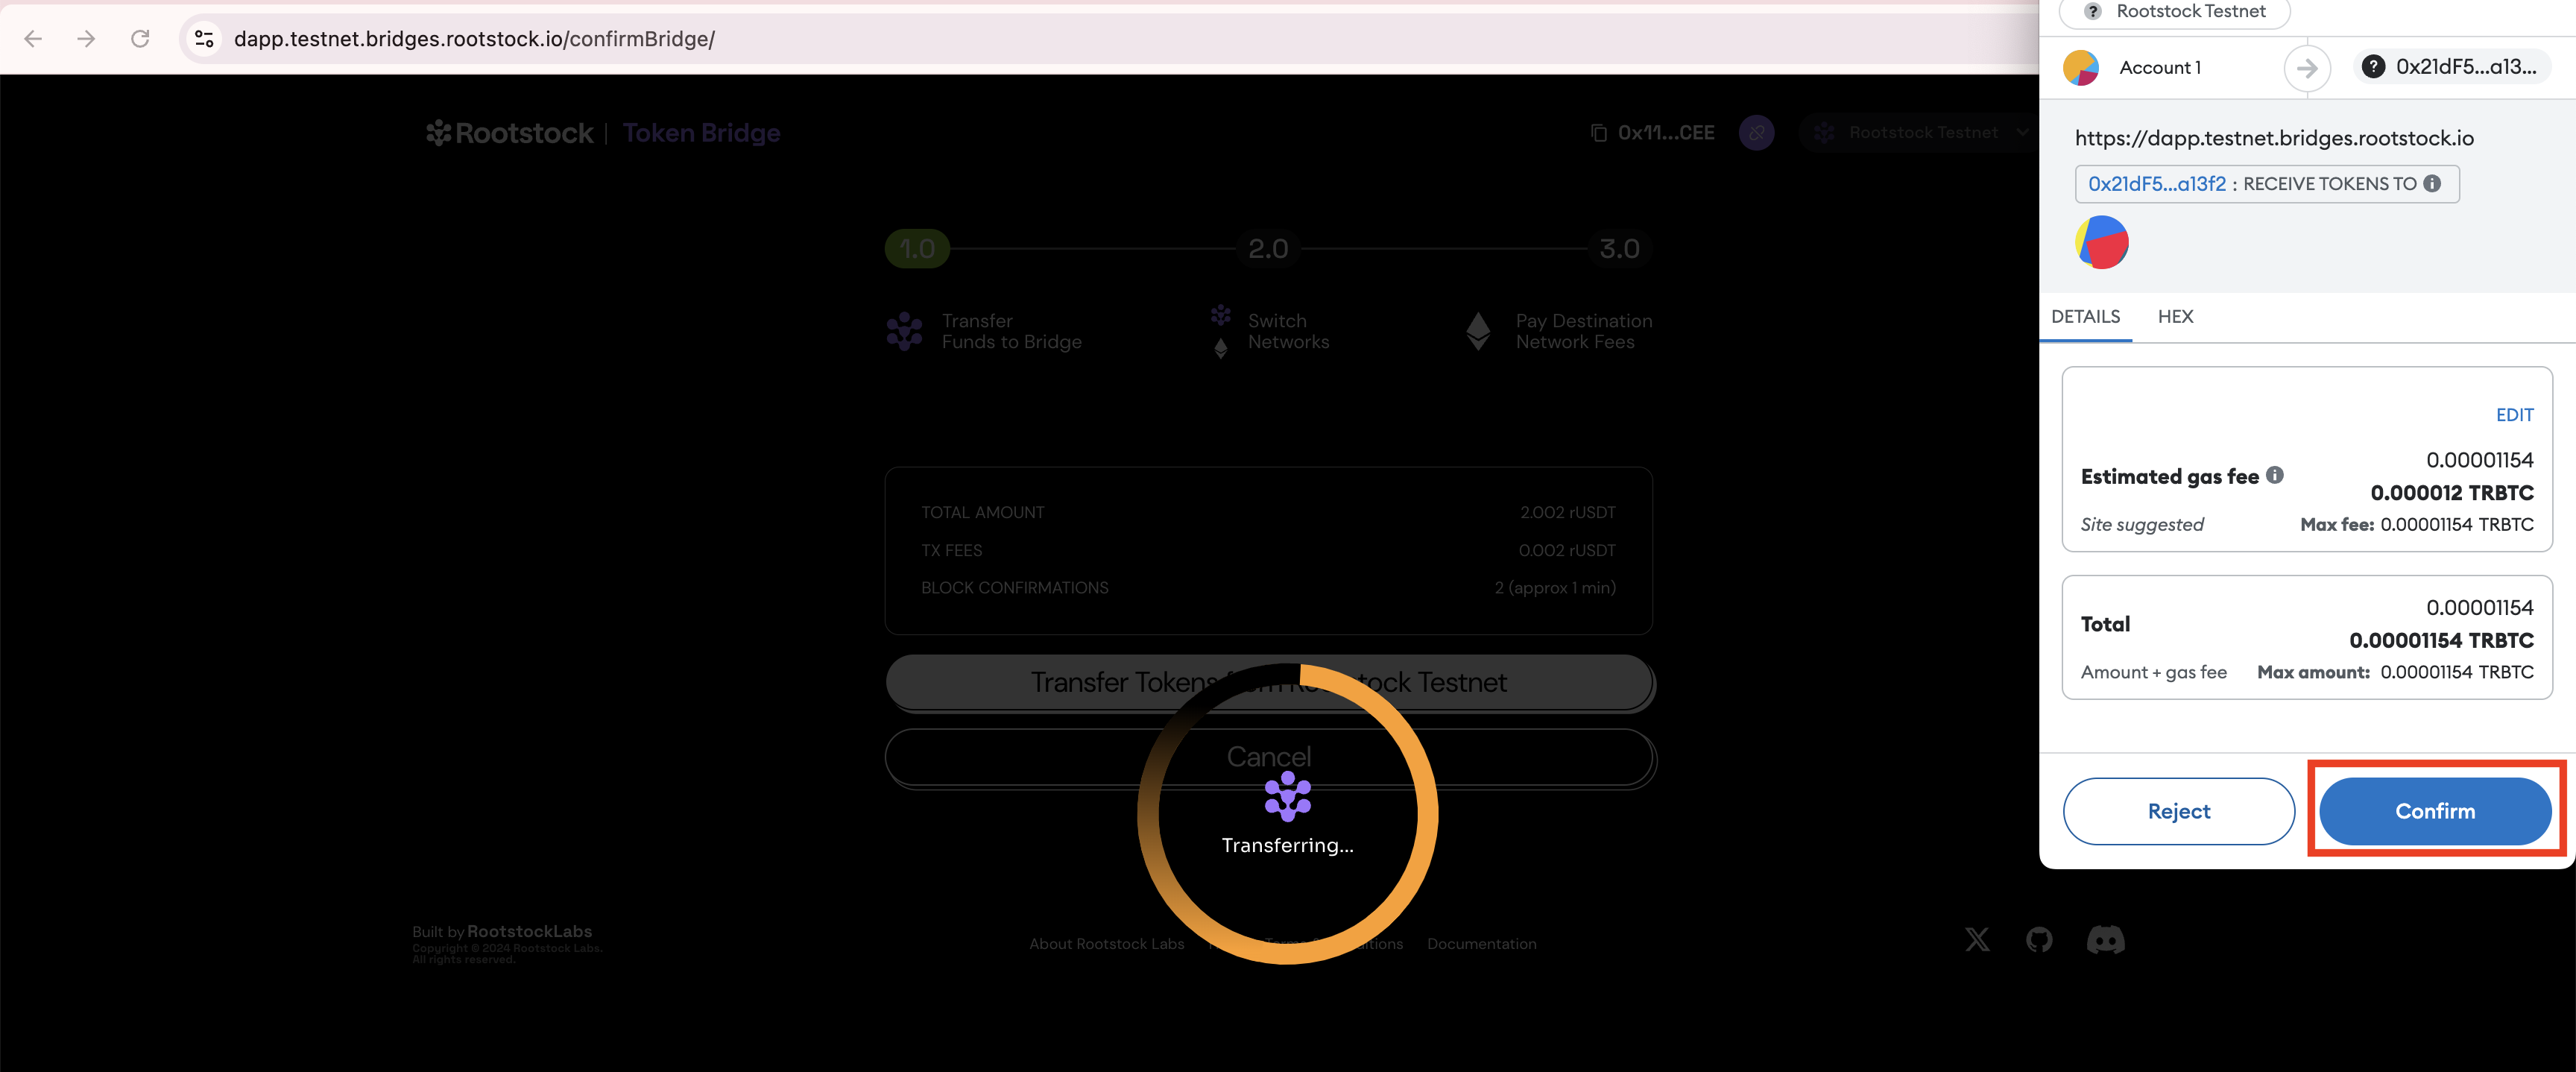 dapp.testnet.bridges.rootstock.io/confirmBridge/
Rootstock | Token Bridge
0x11...CEE
Rootstock Testnet
1.0
2.0
3.0
Transfer
Funds to Bridge
Switch
Networks
Pay Destination
Network Fees
TOTAL AMOUNT 2.002 rUSDT
TX FEES 0.002 rUSDT
BLOCK CONFIRMATIONS 2 (approx 1 min)
Transfer Tokens from Rootstock Testnet
Cancel
Transferring...
Built by RootstockLabs
Copyright © 2024 Rootstock Labs.
All rights reserved.
About Rootstock Labs
Documentation
? Rootstock Testnet
Account 1
? 0x21dF5...a13...
https://dapp.testnet.bridges.rootstock.io
0x21dF5...a13f2 : RECEIVE TOKENS TO
DETAILS
HEX
EDIT
0.00001154
Estimated gas fee
0.000012 TRBTC
Site suggested
Max fee: 0.00001154 TRBTC
0.00001154
Total
0.00001154 TRBTC
Amount + gas fee
Max amount: 0.00001154 TRBTC
Reject
Confirm